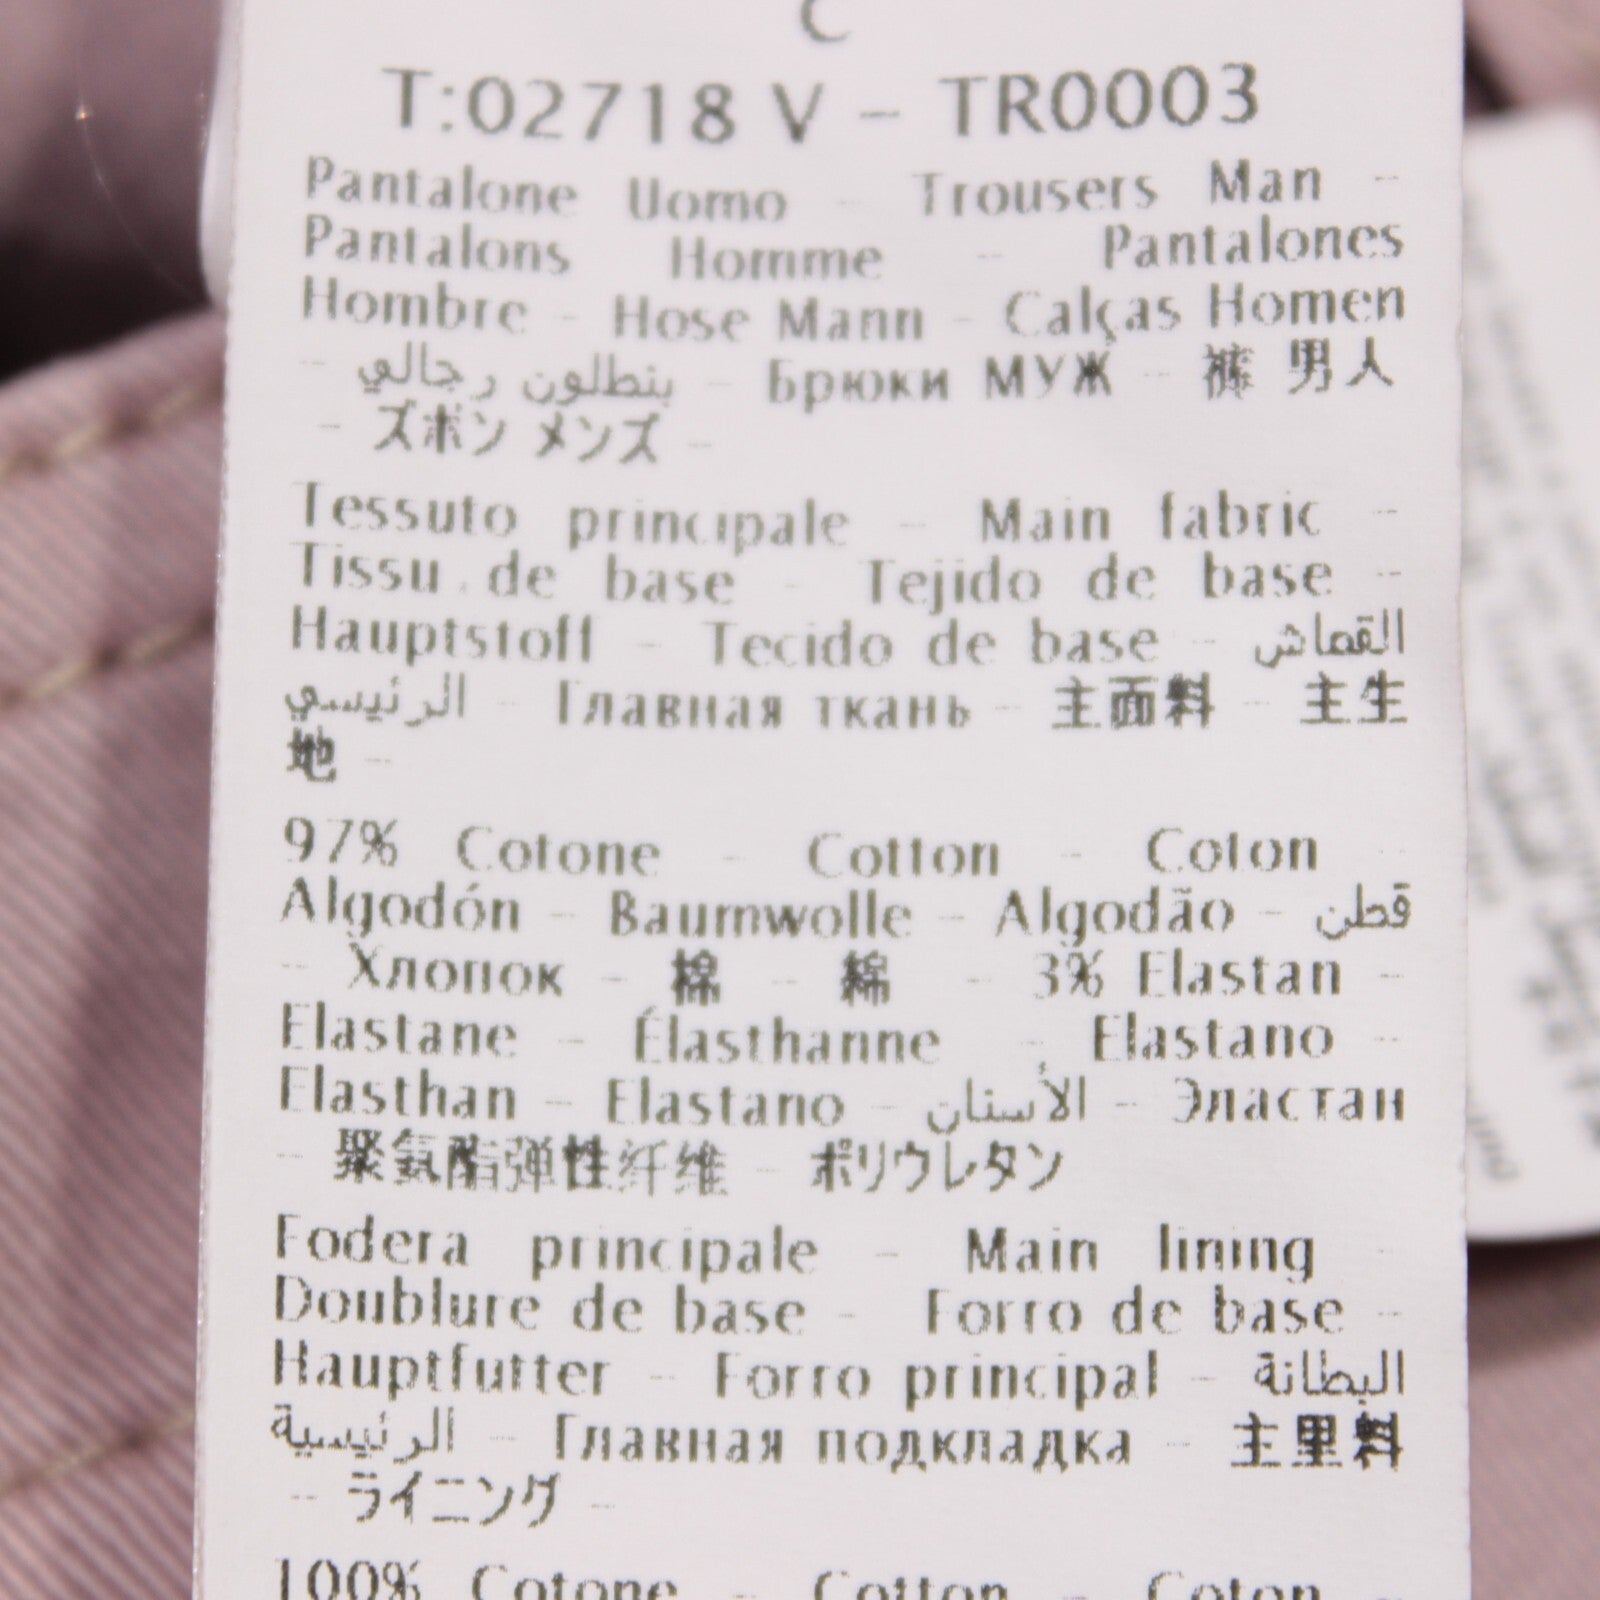 C
T:02718 V - TR0003
Pantalone Uomo - Trousers Man -
Pantalons Homme - Pantalones
Hombre - Hose Mann - Calças Homen
- بنطلون رجالي - Брюки МУЖ - 裤 男人
- ズボン メンズ -
Tessuto principale - Main fabric -
Tissu de base - Tejido de base -
Hauptstoff - Tecido de base - القماش
الرئيسي - Главная ткань - 主面料 - 主生
地 -
97% Cotone - Cotton - Coton -
Algodón - Baumwolle - Algodão - قطن
- Хлопок - 棉 - 綿 - 3% Elastan -
Elastane - Élasthanne - Elastano -
Elasthan - Elastano - الأستان - Эластан
- 聚氨酯弹性纤维 - ポリウレタン
Fodera principale - Main lining -
Doublure de base - Forro de base -
Hauptfutter - Forro principal - البطانة
الرئيسية - Главная подкладка - 主里料
- ライニング -
100% Cotone - Cotton - Coton -